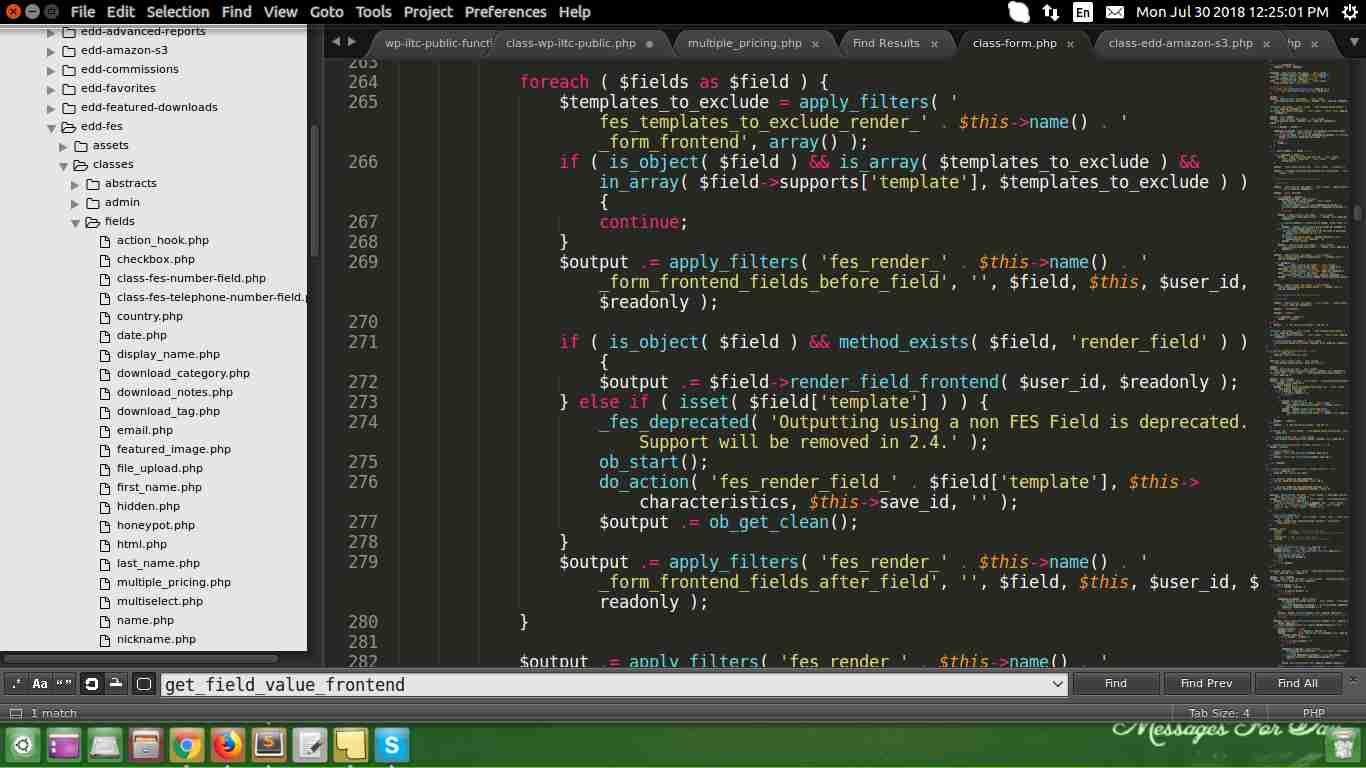 File Edit Selection Find View Goto Tools Project Preferences Help
En Mon Jul 30 2018 12:25:01 PM
edd-advanced-reports
edd-amazon-s3
edd-commissions
edd-favorites
edd-featured-downloads
edd-fes
assets
classes
abstracts
admin
fields
action_hook.php
checkbox.php
class-fes-number-field.php
class-fes-telephone-number-field.p
country.php
date.php
display_name.php
download_category.php
download_notes.php
download_tag.php
email.php
featured_image.php
file_upload.php
first_name.php
hidden.php
honeypot.php
html.php
last_name.php
multiple_pricing.php
multiselect.php
name.php
nickname.php
wp-iitc-public-funct class-wp-iitc-public.php multiple_pricing.php × Find Results × class-form.php × class-edd-amazon-s3.php × hp ×
263
264 foreach ( $fields as $field ) {
265 $templates_to_exclude = apply_filters( '
fes_templates_to_exclude_render_' . $this->name() . '
_form_frontend', array() );
266 if ( is_object( $field ) && is_array( $templates_to_exclude ) &&
in_array( $field->supports['template'], $templates_to_exclude ) )
{
267 continue;
268 }
269 $output .= apply_filters( 'fes_render_' . $this->name() . '
_form_frontend_fields_before_field', '', $field, $this, $user_id,
$readonly );
270
271 if ( is_object( $field ) && method_exists( $field, 'render_field' ) )
{
272 $output .= $field->render_field_frontend( $user_id, $readonly );
273 } else if ( isset( $field['template'] ) ) {
274 _fes_deprecated( 'Outputting using a non FES Field is deprecated.
Support will be removed in 2.4.' );
275 ob_start();
276 do_action( 'fes_render_field_' . $field['template'], $this->
characteristics, $this->save_id, '' );
277 $output .= ob_get_clean();
278 }
279 $output .= apply_filters( 'fes_render_' . $this->name() . '
_form_frontend_fields_after_field', '', $field, $this, $user_id, $
readonly );
280 }
281
282 $output .= apply_filters( 'fes_render_' . $this->name() . '
.* Aa “” get_field_value_frontend Find Find Prev Find All
1 match Tab Size: 4 PHP
Messages For